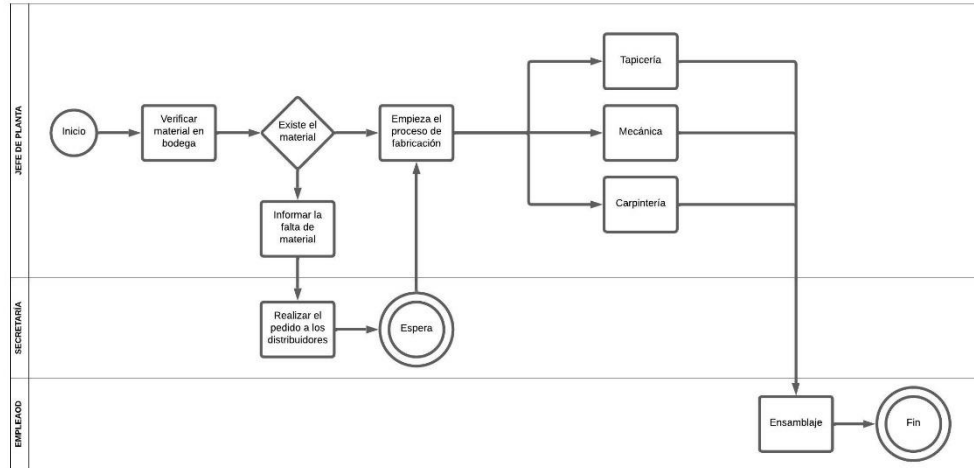 JEFE DE PLANTA
Inicio
Verificar
material en
bodega
Existe el
material
Empieza el
proceso de
fabricación
Tapicería
Mecánica
Carpintería
Informar la
falta de
material
SECRETARÍA
Realizar el
pedido a los
distribuidores
Espera
EMPLEAOD
Ensamblaje
Fin